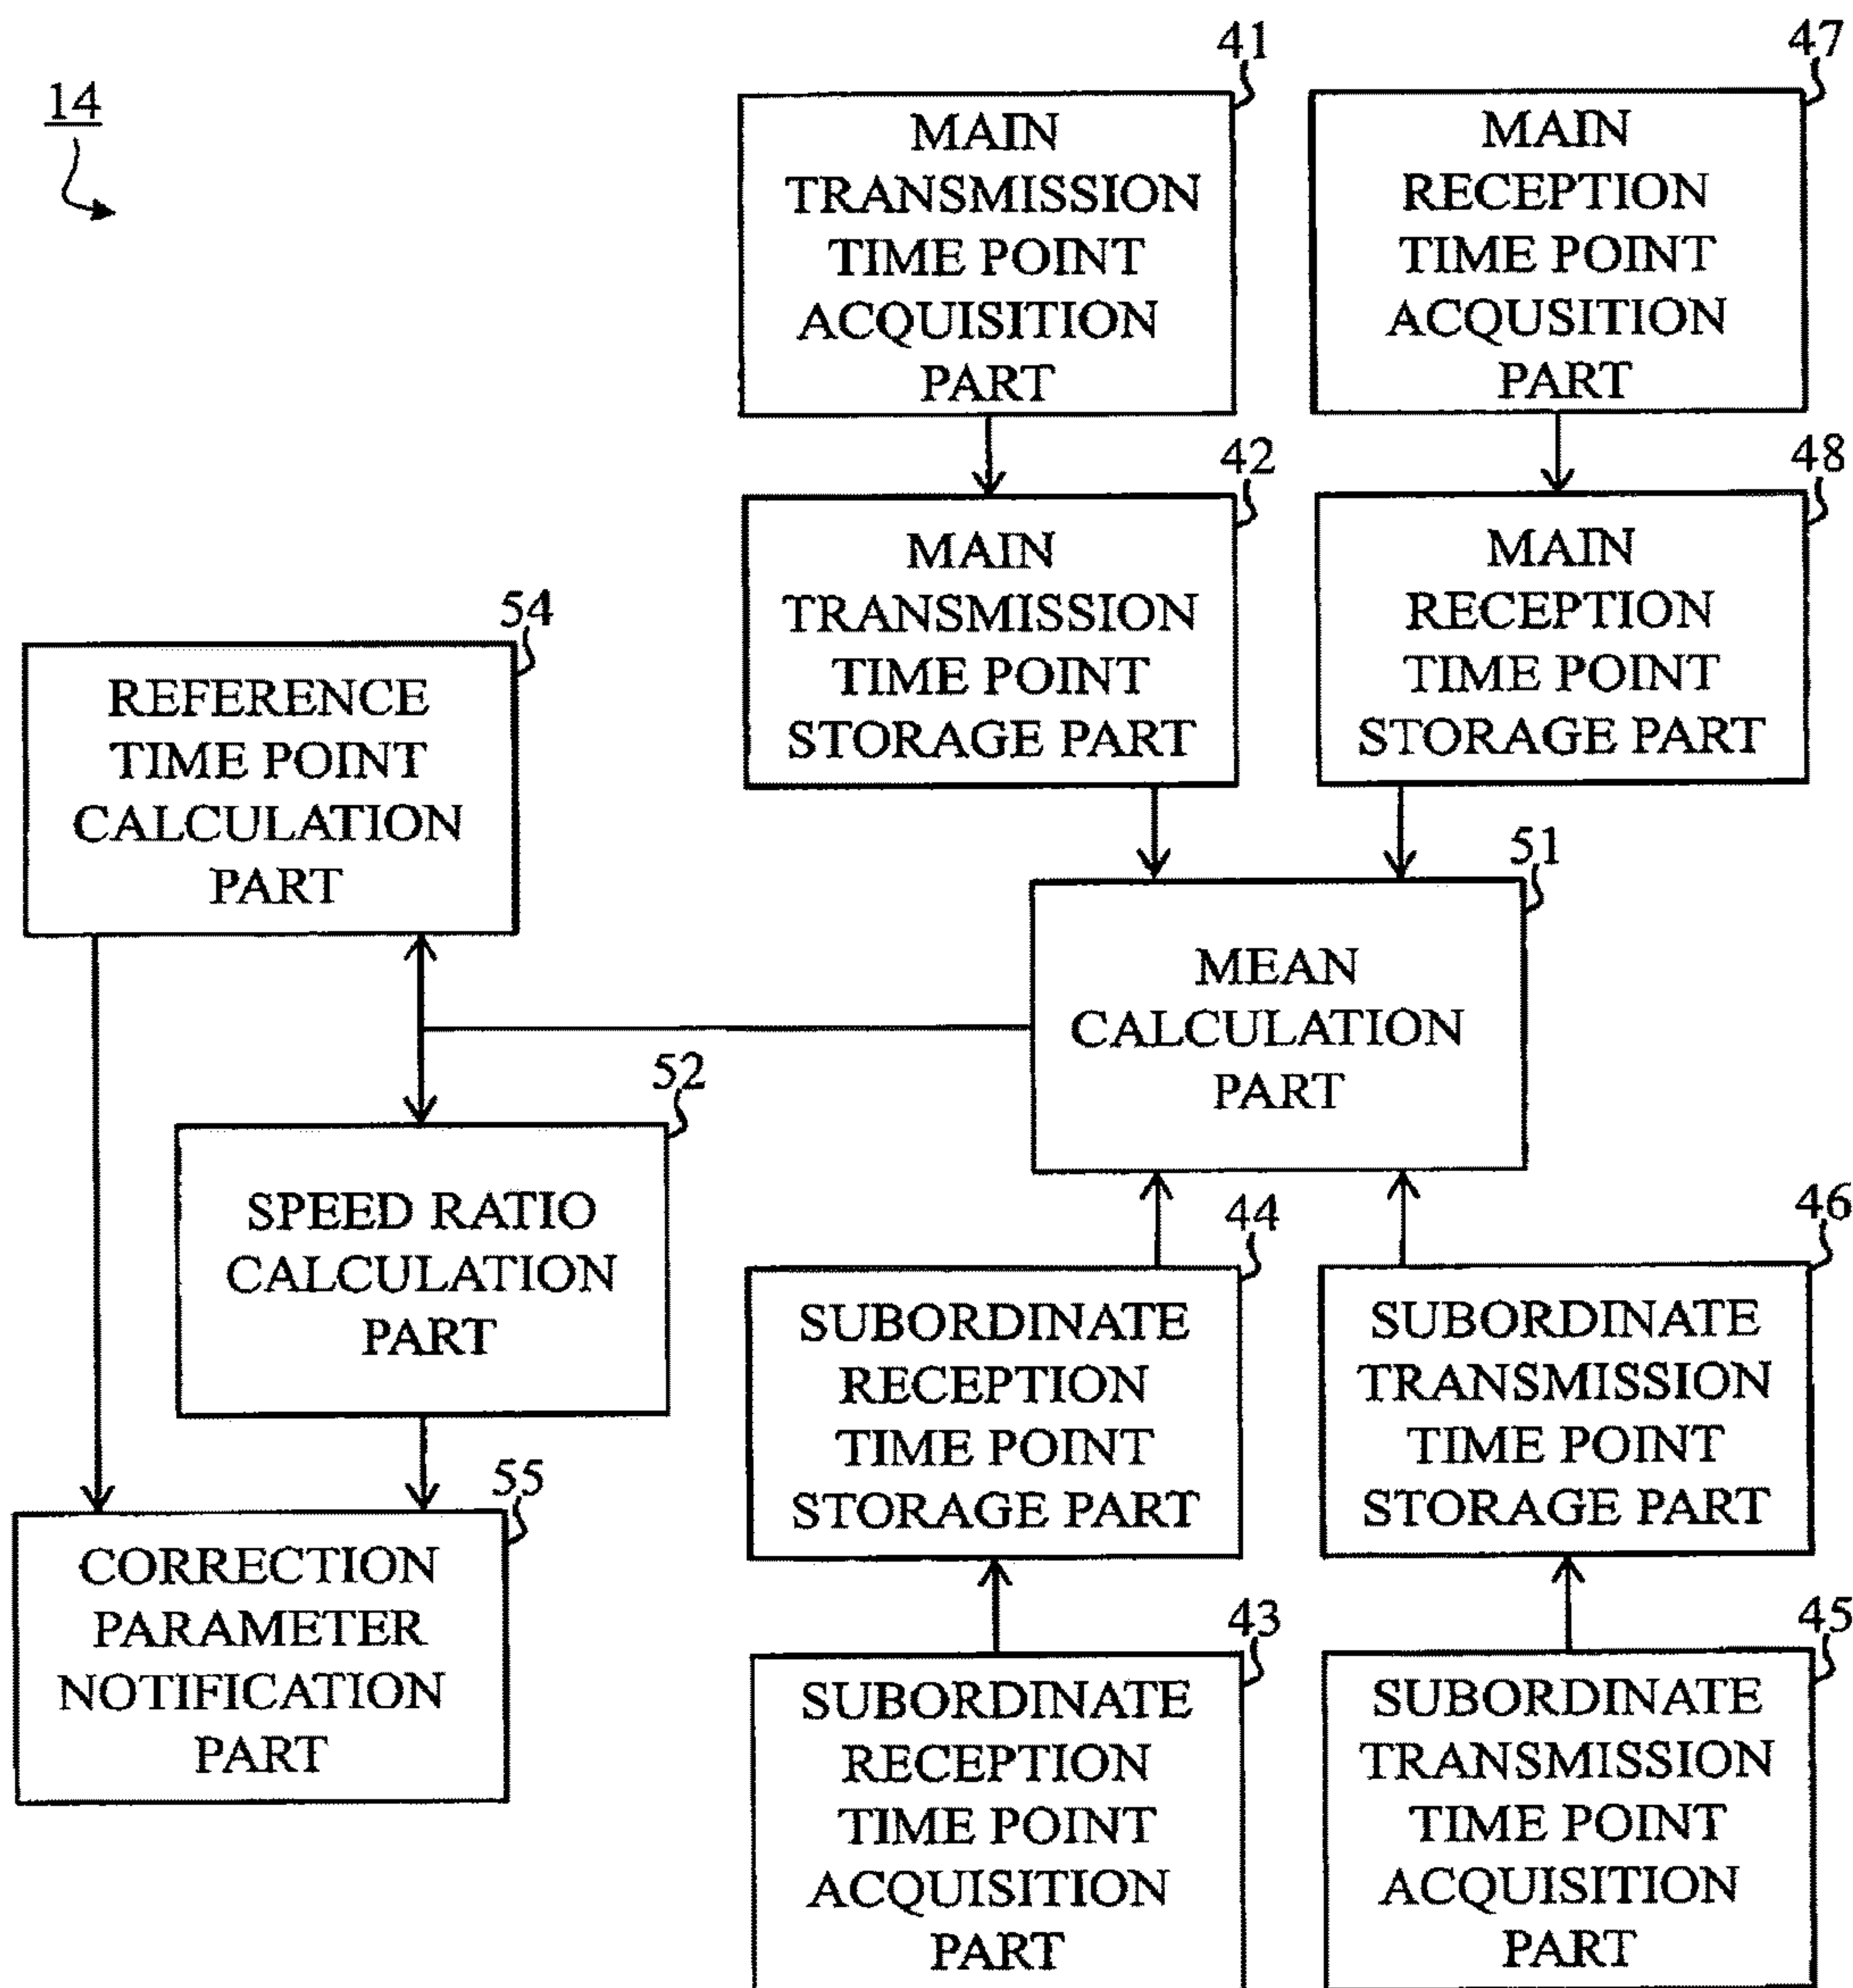 14
41
MAIN
TRANSMISSION
TIME POINT
ACQUISITION
PART
47
MAIN
RECEPTION
TIME POINT
ACQUSITION
PART
42
MAIN
TRANSMISSION
TIME POINT
STORAGE PART
48
MAIN
RECEPTION
TIME POINT
STORAGE PART
54
REFERENCE
TIME POINT
CALCULATION
PART
51
MEAN
CALCULATION
PART
52
SPEED RATIO
CALCULATION
PART
44
SUBORDINATE
RECEPTION
TIME POINT
STORAGE PART
46
SUBORDINATE
TRANSMISSION
TIME POINT
STORAGE PART
55
CORRECTION
PARAMETER
NOTIFICATION
PART
43
SUBORDINATE
RECEPTION
TIME POINT
ACQUISITION
PART
45
SUBORDINATE
TRANSMISSION
TIME POINT
ACQUISITION
PART